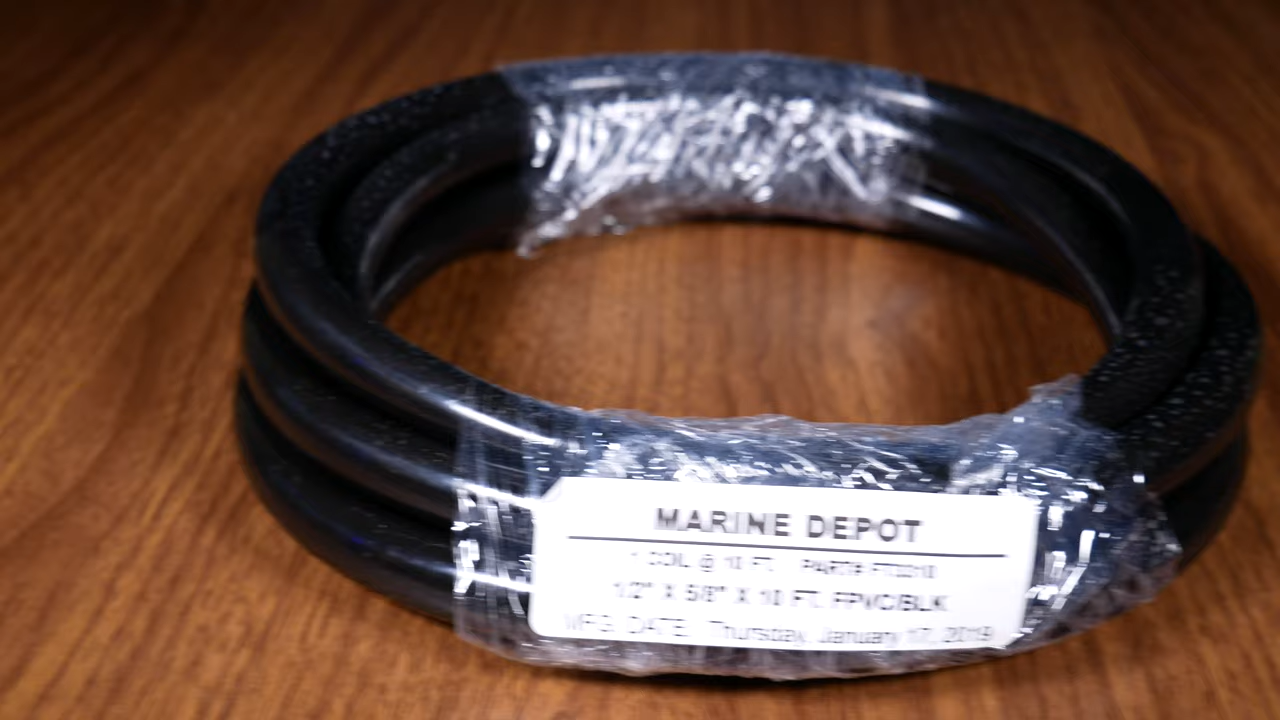 MARINE DEPOT
1 COIL @ 10 FT. PART#
1/2" X 5/8" X 10 FT. FPVC/BLK
MFG. DATE: Thursday, January 17, 2019